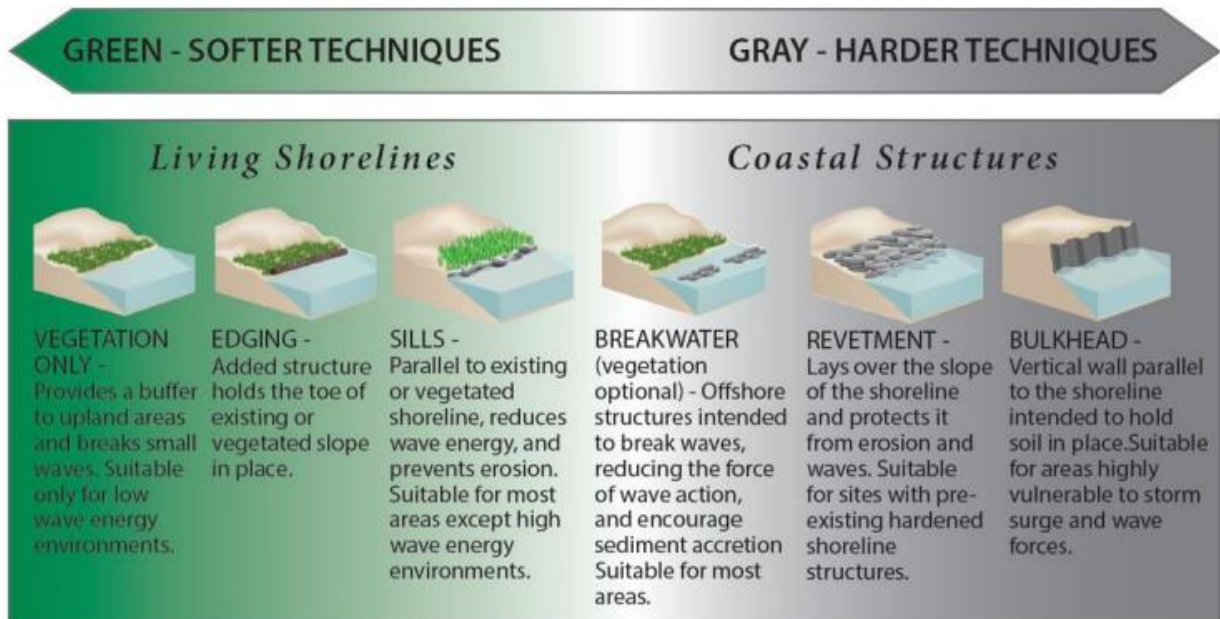 GREEN - SOFTER TECHNIQUES
GRAY - HARDER TECHNIQUES
Living Shorelines
Coastal Structures
VEGETATION
ONLY -
Provides a buffer
to upland areas
and breaks small
waves. Suitable
only for low
wave energy
environments.
EDGING -
Added structure
holds the toe of
existing or
vegetated slope
in place.
SILLS -
Parallel to existing
or vegetated
shoreline, reduces
wave energy, and
prevents erosion.
Suitable for most
areas except high
wave energy
environments.
BREAKWATER
(vegetation
optional) - Offshore
structures intended
to break waves,
reducing the force
of wave action,
and encourage
sediment accretion
Suitable for most
areas.
REVETMENT -
Lays over the slope
of the shoreline
and protects it
from erosion and
waves. Suitable
for sites with pre-
existing hardened
shoreline
structures.
BULKHEAD -
Vertical wall parallel
to the shoreline
intended to hold
soil in place.Suitable
for areas highly
vulnerable to storm
surge and wave
forces.